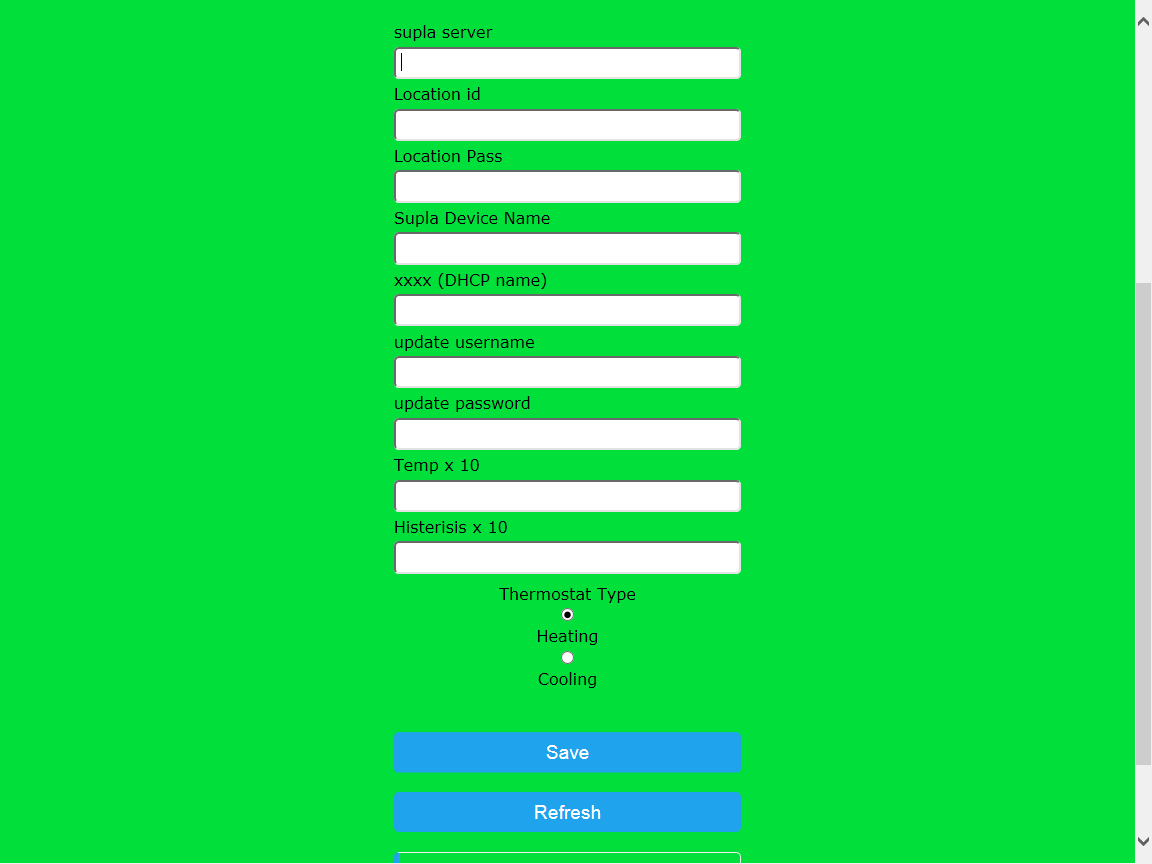 supla server
Location id
Location Pass
Supla Device Name
xxxx (DHCP name)
update username
update password
Temp x 10
Histerisis x 10
Thermostat Type
Heating
Cooling
Save
Refresh